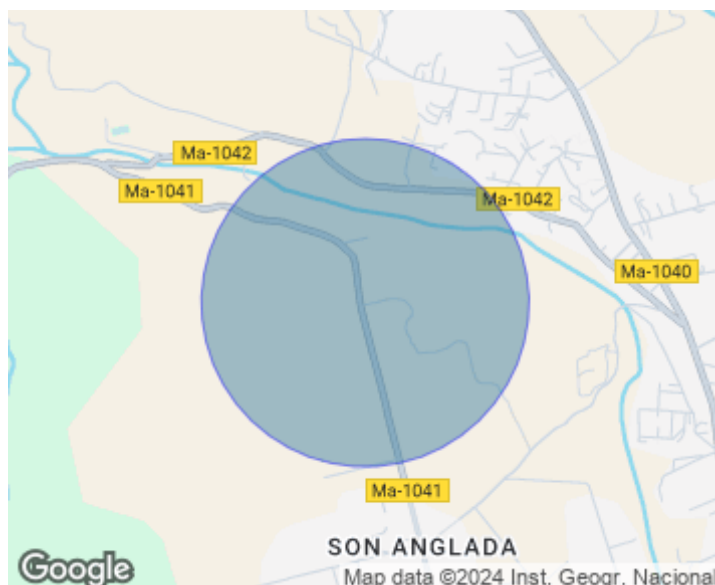 Ma-1042
Ma-1041
Ma-1042
Ma-1040
Ma-1041
SON ANGLADA
Google
Map data ©2024 Inst. Geogr. Nacional